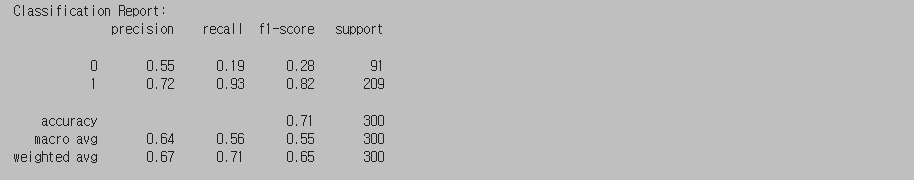 Classification Report:
precision recall f1-score support
0 0.55 0.19 0.28 91
1 0.72 0.93 0.82 209
accuracy 0.71 300
macro avg 0.64 0.56 0.55 300
weighted avg 0.67 0.71 0.65 300